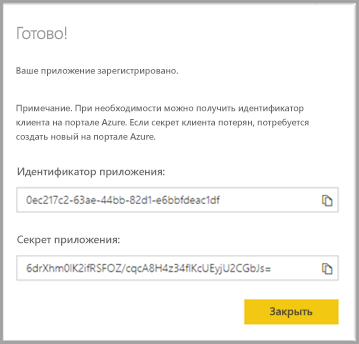 Готово!
Ваше приложение зарегистрировано.
Примечание. При необходимости можно получить идентификатор
клиента на портале Azure. Если секрет клиента потерян, потребуется
создать новый на портале Azure.
Идентификатор приложения:
0ec217c2-63ae-44bb-82d1-e6bbfdeac1df
Секрет приложения:
6drXhm0lK2ifRSFOZ/cqcA8H4z34flKcUEyjU2CGbJs=
Закрыть